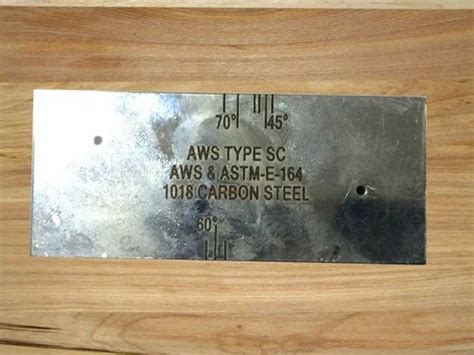 70° 45°
AWS TYPE SC
AWS & ASTM-E-164
1018 CARBON STEEL
60°